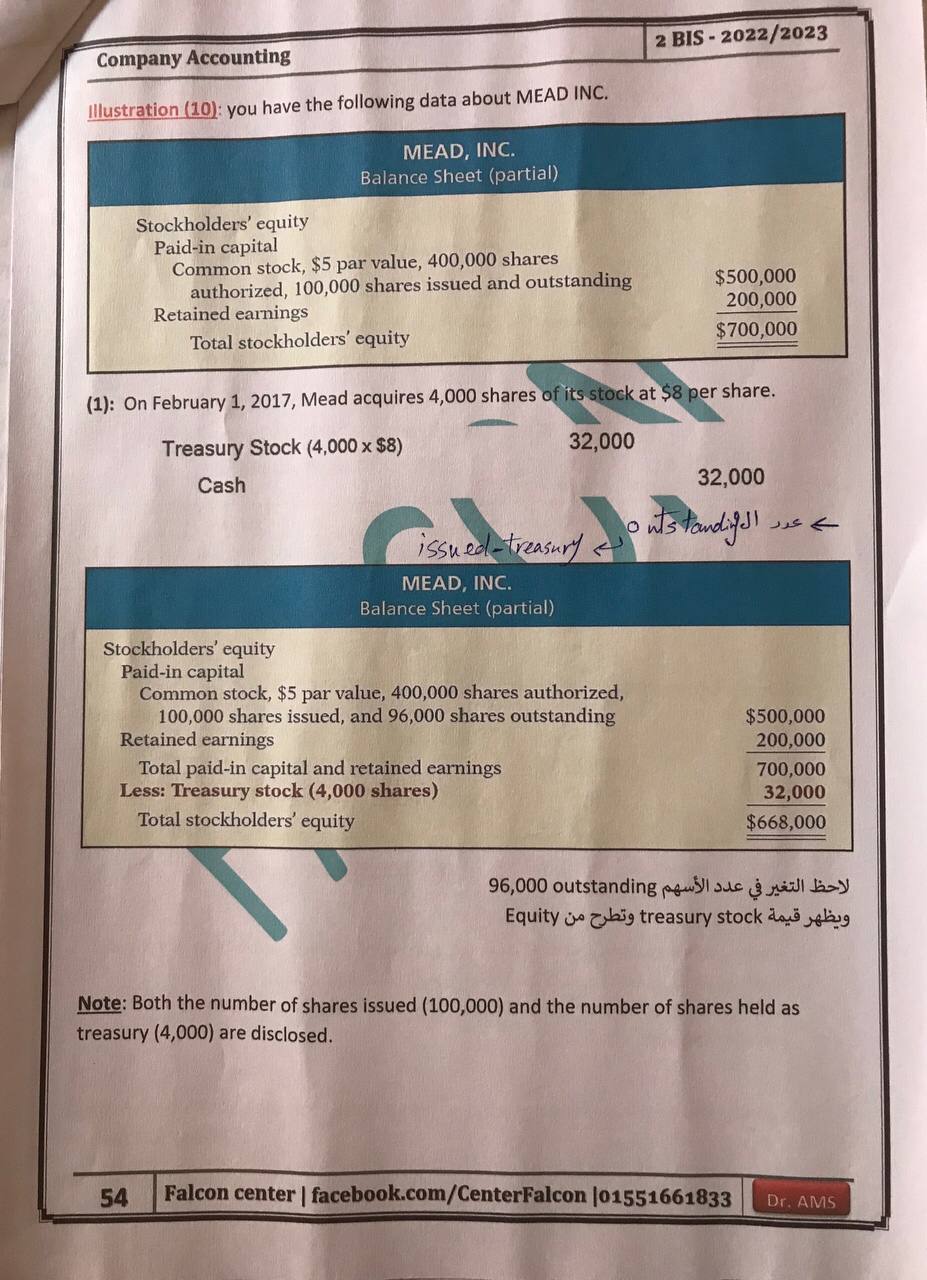 Company Accounting
2 BIS - 2022/2023
Illustration (10): you have the following data about MEAD INC.
MEAD, INC.
Balance Sheet (partial)
Stockholders' equity
Paid-in capital
Common stock, $5 par value, 400,000 shares
authorized, 100,000 shares issued and outstanding $500,000
Retained earnings 200,000
Total stockholders' equity $700,000
(1): On February 1, 2017, Mead acquires 4,000 shares of its stock at $8 per share.
Treasury Stock (4,000 x $8) 32,000
Cash 32,000
← عدد ال outstanding
issued-treasury
MEAD, INC.
Balance Sheet (partial)
Stockholders' equity
Paid-in capital
Common stock, $5 par value, 400,000 shares authorized,
100,000 shares issued, and 96,000 shares outstanding $500,000
Retained earnings 200,000
Total paid-in capital and retained earnings 700,000
Less: Treasury stock (4,000 shares) 32,000
Total stockholders' equity $668,000
لاحظ التغير في عدد الأسهم 96,000 outstanding
ويظهر قيمة treasury stock وتطرح من Equity
Note: Both the number of shares issued (100,000) and the number of shares held as
treasury (4,000) are disclosed.
54 Falcon center | facebook.com/CenterFalcon |01551661833 Dr. AMS